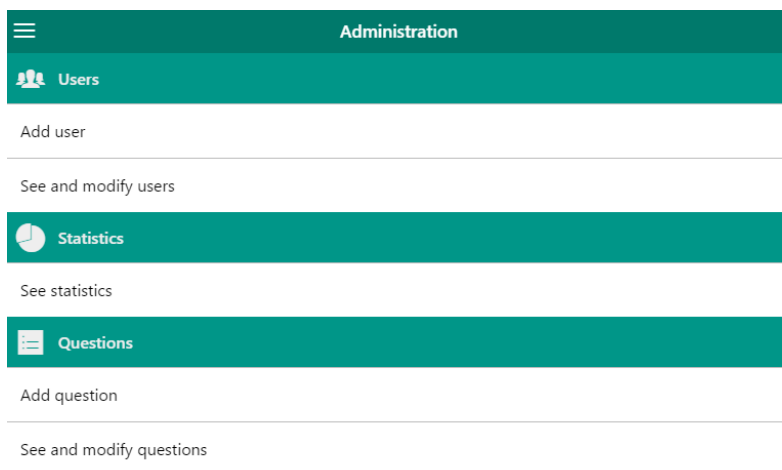 Administration
Users
Add user
See and modify users
Statistics
See statistics
Questions
Add question
See and modify questions